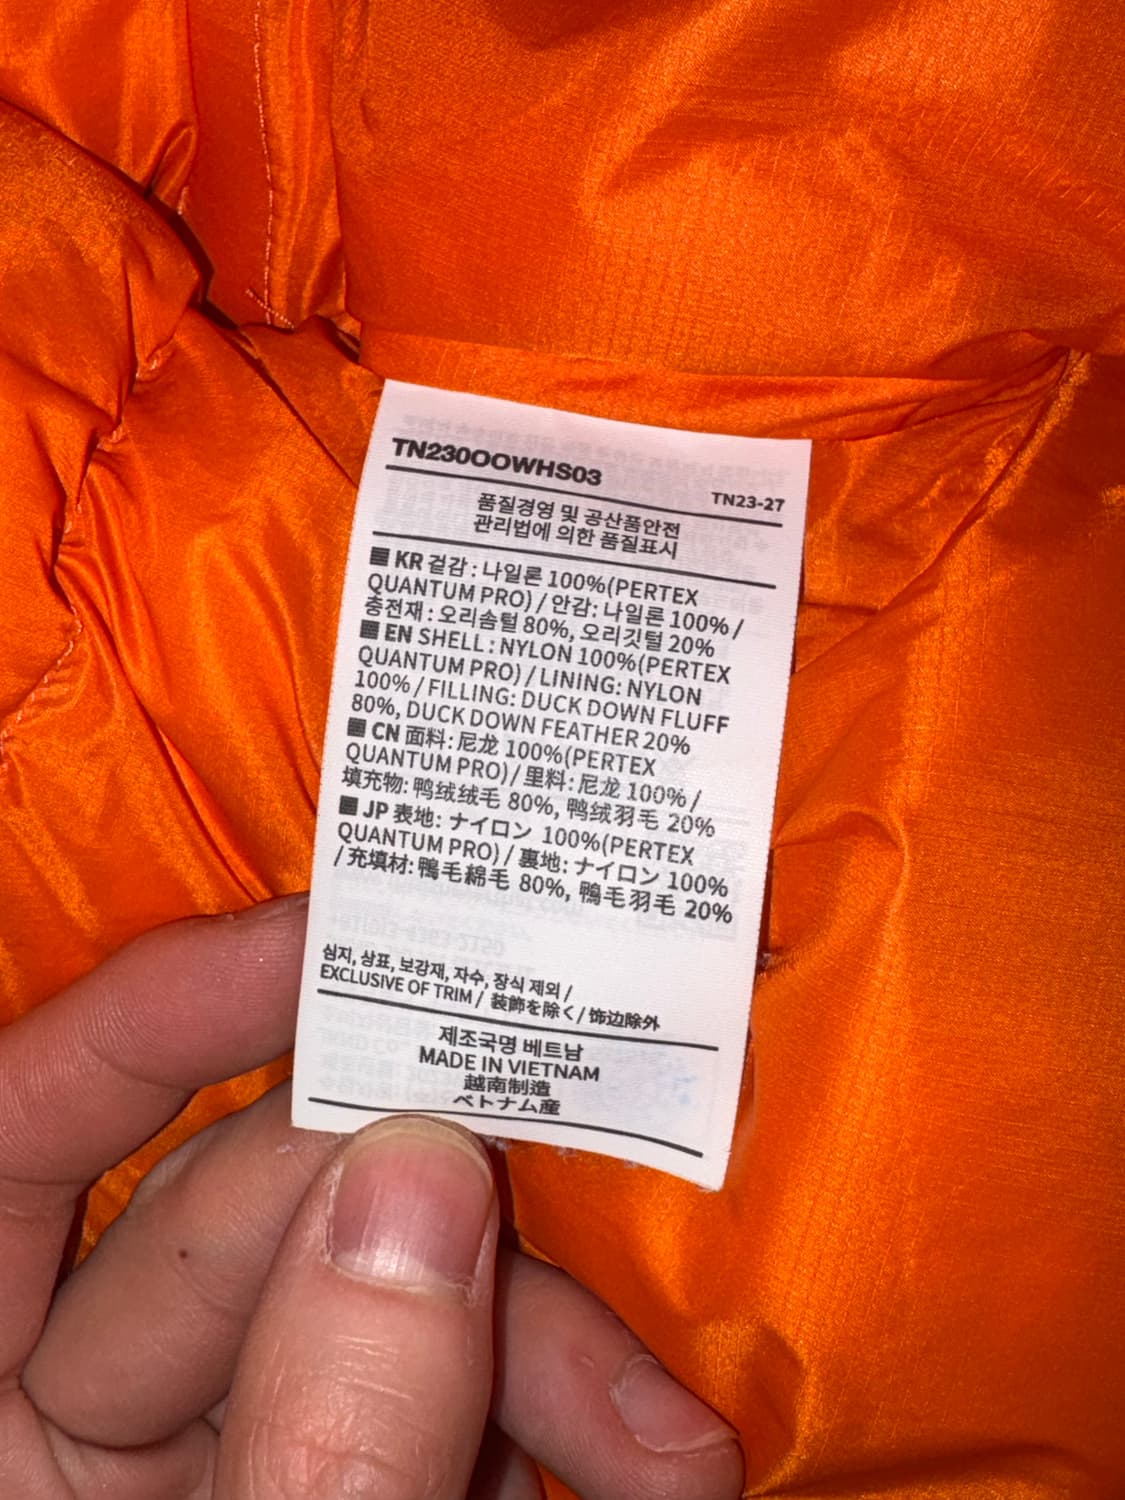 TN230OOWHS03
TN23-27
품질경영 및 공산품안전
관리법에 의한 품질표시
KR 겉감 : 나일론 100%(PERTEX
QUANTUM PRO) / 안감: 나일론 100% /
충전재 : 오리솜털 80%, 오리깃털 20%
EN SHELL : NYLON 100%(PERTEX
QUANTUM PRO) / LINING: NYLON
100% / FILLING: DUCK DOWN FLUFF
80%, DUCK DOWN FEATHER 20%
CN 面料: 尼龙 100%(PERTEX
QUANTUM PRO) / 里料: 尼龙 100% /
填充物: 鸭绒绒毛 80%, 鸭绒羽毛 20%
JP 表地: ナイロン 100%(PERTEX
QUANTUM PRO) / 裏地: ナイロン 100%
/ 充填材: 鴨毛綿毛 80%, 鴨毛羽毛 20%
심지, 상표, 보강재, 자수, 장식 제외 /
EXCLUSIVE OF TRIM / 装飾を除く / 饰边除外
제조국명 베트남
MADE IN VIETNAM
越南制造
ベトナム産